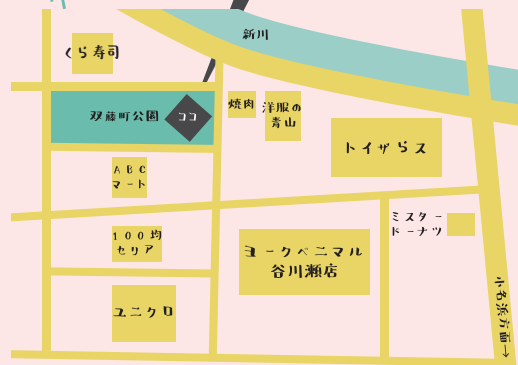 新川
くら寿司
焼肉
洋服の
青山
双藤町公園
ココ
トイザらス
ABC
マート
ミスター
ドーナツ
100均
セリア
ヨークベニマル
谷川瀬店
ユニクロ
小名浜方面→